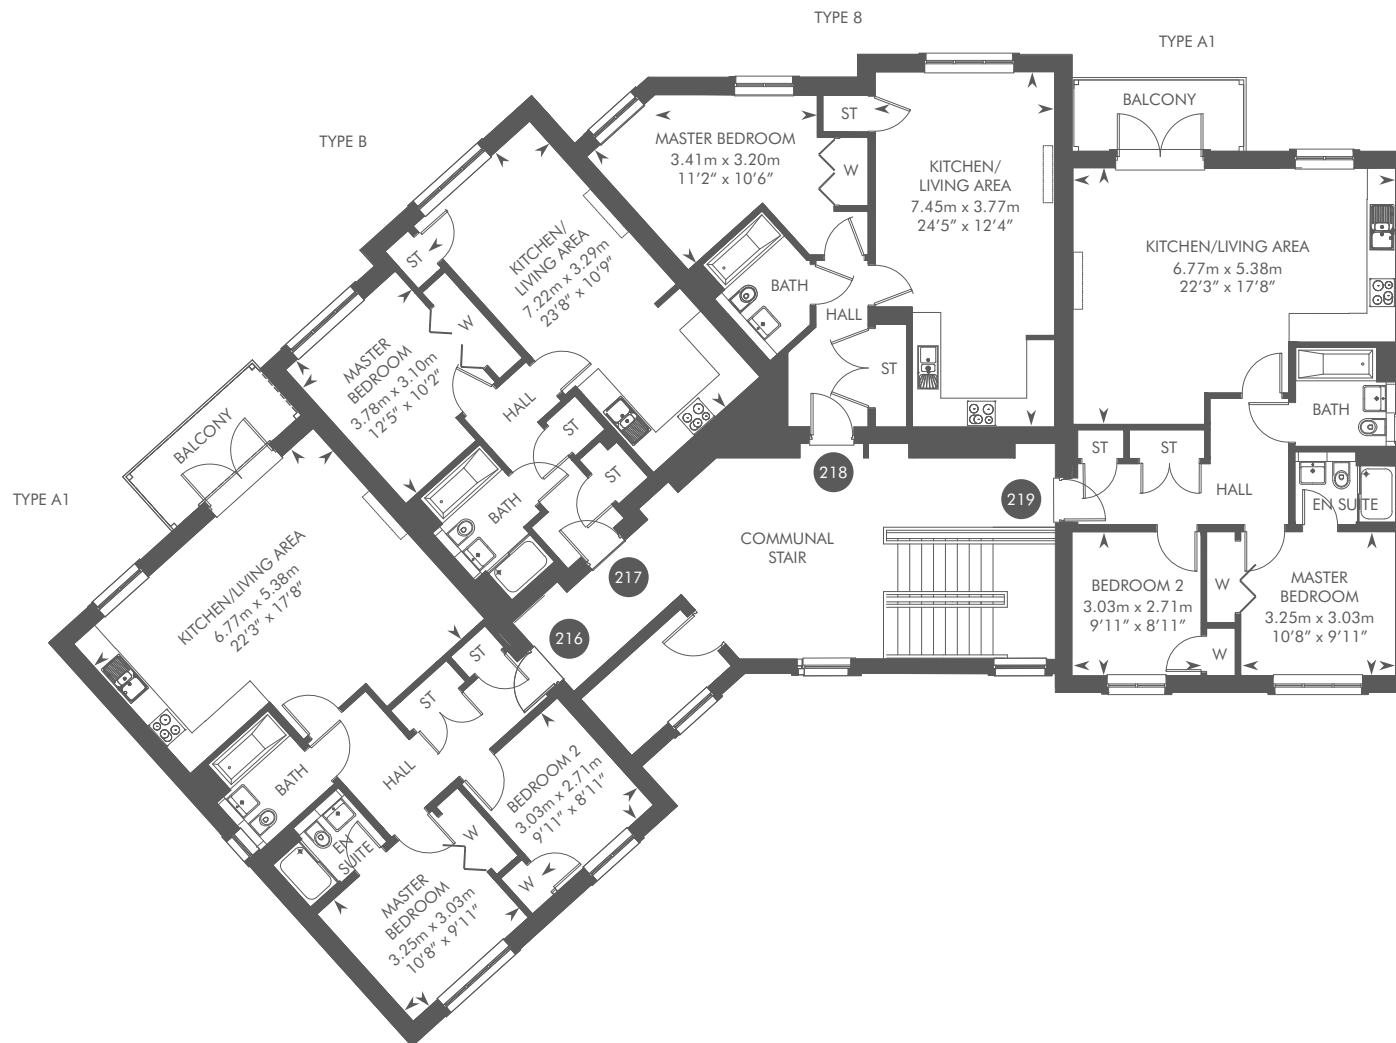 TYPE 8
TYPE A1
TYPE B
TYPE A1
BALCONY
KITCHEN/LIVING AREA
6.77m x 5.38m
22'3" x 17'8"
BATH
EN SUITE
HALL
ST
ST
BEDROOM 2
3.03m x 2.71m
9'11" x 8'11"
W
W
MASTER
BEDROOM
3.25m x 3.03m
10'8" x 9'11"
219
ST
MASTER BEDROOM
3.41m x 3.20m
11'2" x 10'6"
W
KITCHEN/
LIVING AREA
7.45m x 3.77m
24'5" x 12'4"
BATH
HALL
ST
218
COMMUNAL
STAIR
KITCHEN/
LIVING AREA
7.22m x 3.29m
23'8" x 10'9"
ST
W
MASTER
BEDROOM
3.78m x 3.10m
12'5" x 10'2"
HALL
ST
ST
BATH
217
BALCONY
KITCHEN/LIVING AREA
6.77m x 5.38m
22'3" x 17'8"
216
ST
ST
HALL
BATH
EN
SUITE
BEDROOM 2
3.03m x 2.71m
9'11" x 8'11"
W
W
MASTER
BEDROOM
3.25m x 3.03m
10'8" x 9'11"